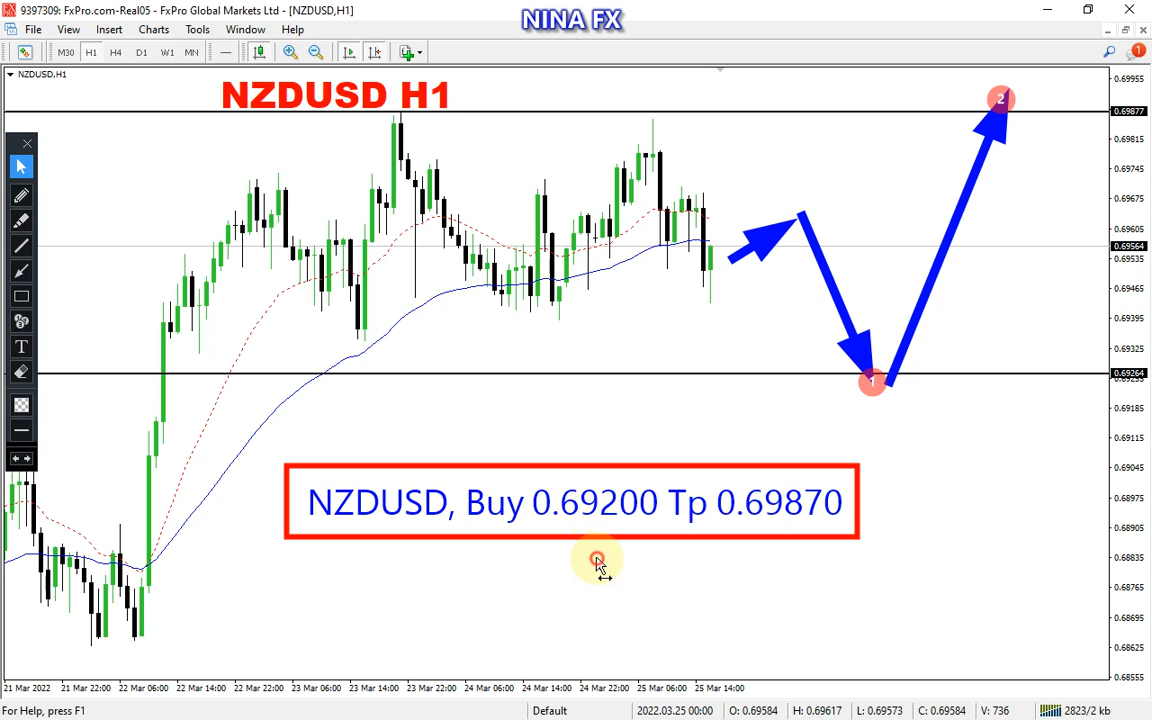 9397309: FxPro.com-Real05 - FxPro Global Markets Ltd - [NZDUSD,H1]
NINA FX
File View Insert Charts Tools Window Help
M30 H1 H4 D1 W1 MN
1
NZDUSD,H1
NZDUSD H1
0.69955
2
0.69877
0.69815
0.69745
0.69675
0.69605
0.69564
0.69535
0.69465
0.69395
0.69325
0.69264
1
0.69185
0.69115
0.69045
NZDUSD, Buy 0.69200 Tp 0.69870
0.68975
0.68905
0.68835
0.68765
0.68695
0.68625
0.68555
T
21 Mar 2022 21 Mar 22:00 22 Mar 06:00 22 Mar 14:00 22 Mar 22:00 23 Mar 06:00 23 Mar 14:00 23 Mar 22:00 24 Mar 06:00 24 Mar 14:00 24 Mar 22:00 25 Mar 06:00 25 Mar 14:00
For Help, press F1 Default 2022.03.25 00:00 O: 0.69584 H: 0.69617 L: 0.69573 C: 0.69584 V: 736 2823/2 kb